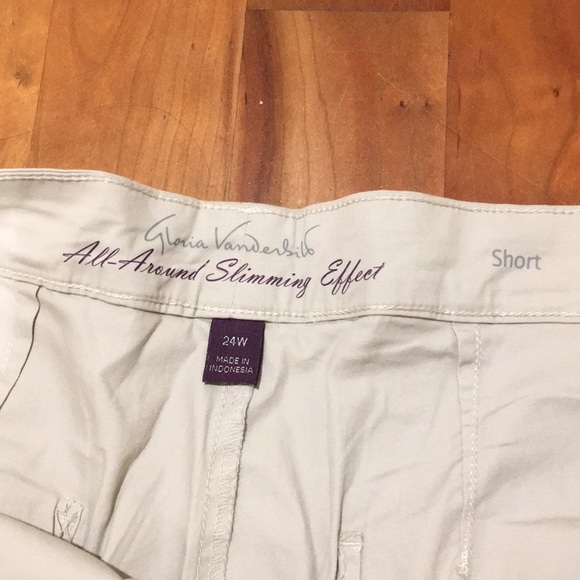 Gloria Vanderbilt
All-Around Slimming Effect
Short
24W
MADE IN
INDONESIA